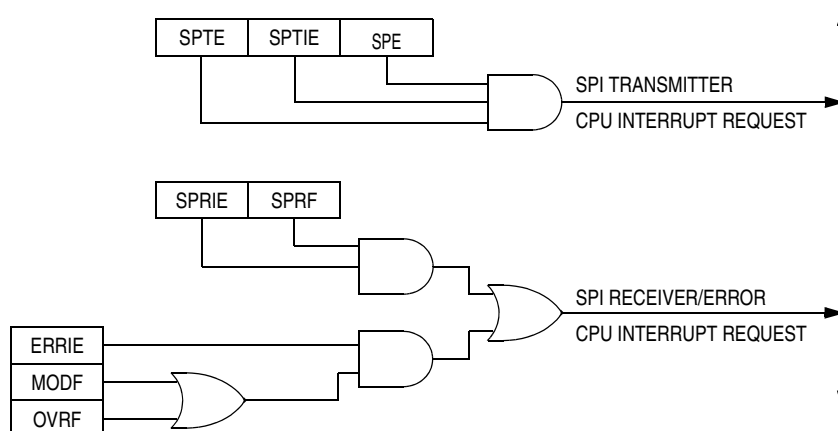 SPTE SPTIE SPE
SPI TRANSMITTER
CPU INTERRUPT REQUEST
SPRIE SPRF
SPI RECEIVER/ERROR
CPU INTERRUPT REQUEST
ERRIE
MODF
OVRF